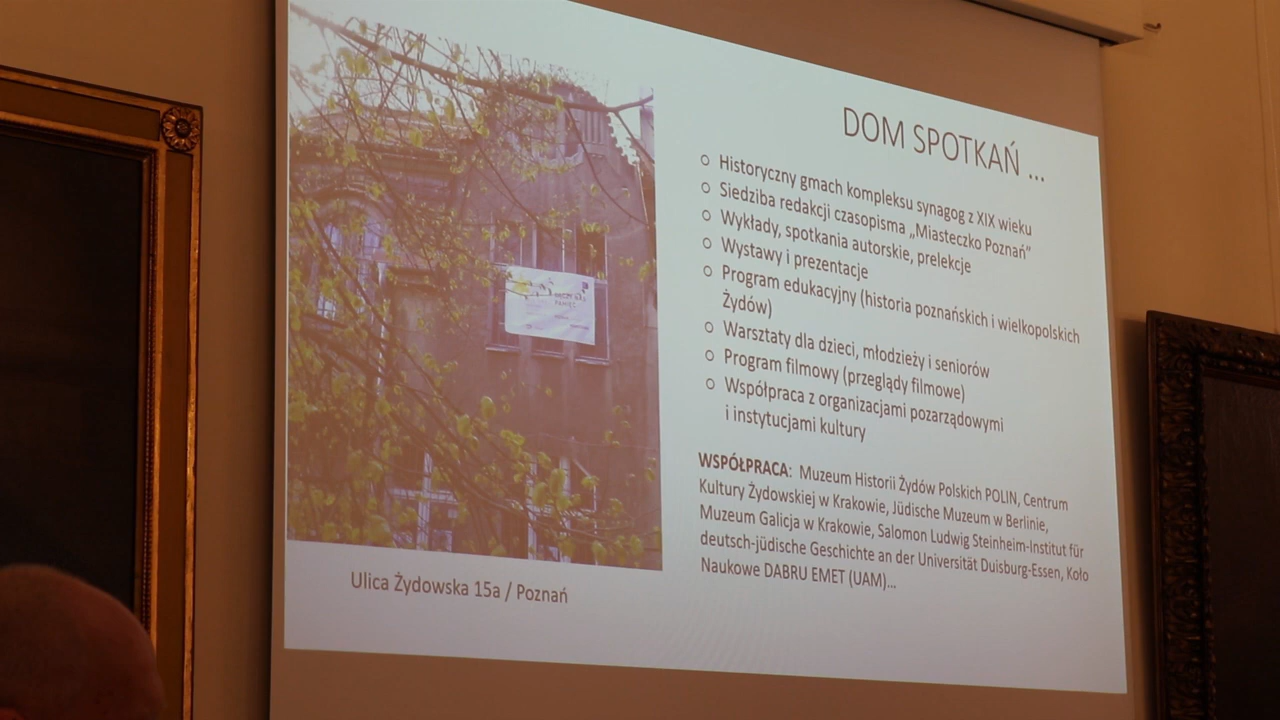 DOM SPOTKAŃ ...
Historyczny gmach kompleksu synagog z XIX wieku
Siedziba redakcji czasopisma „Miasteczko Poznań”
Wykłady, spotkania autorskie, prelekcje
Wystawy i prezentacje
Program edukacyjny (historia poznańskich i wielkopolskich
Żydów)
Warsztaty dla dzieci, młodzieży i seniorów
Program filmowy (przeglądy filmowe)
Współpraca z organizacjami pozarządowymi
i instytucjami kultury
WSPÓŁPRACA: Muzeum Historii Żydów Polskich POLIN, Centrum
Kultury Żydowskiej w Krakowie, Jüdische Muzeum w Berlinie,
Muzeum Galicja w Krakowie, Salomon Ludwig Steinheim-Institut für
deutsch-jüdische Geschichte an der Universität Duisburg-Essen, Koło
Naukowe DABRU EMET (UAM)...
PAMIĘĆ
Ulica Żydowska 15a / Poznań